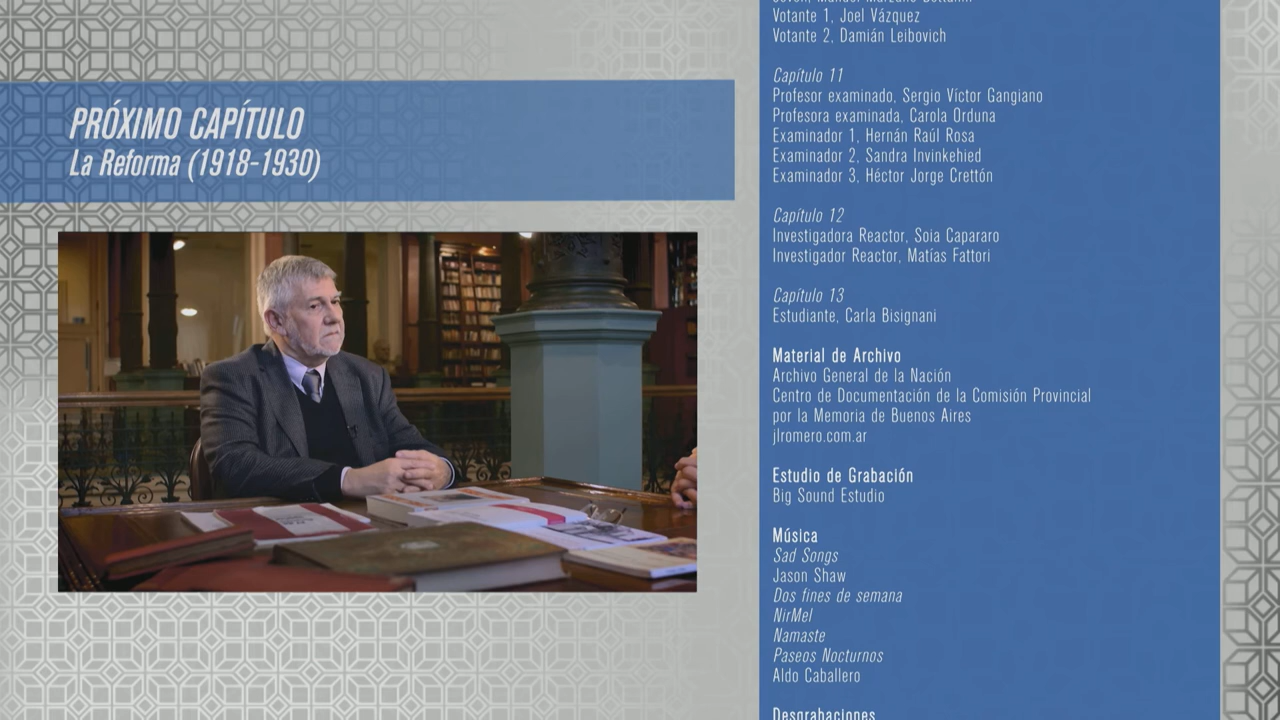 PRÓXIMO CAPÍTULO
La Reforma (1918-1930)
Votante 1, Joel Vázquez
Votante 2, Damián Leibovich
Capítulo 11
Profesor examinado, Sergio Víctor Gangiano
Profesora examinada, Carola Orduna
Examinador 1, Hernán Raúl Rosa
Examinador 2, Sandra Invinkehied
Examinador 3, Héctor Jorge Crettón
Capítulo 12
Investigadora Reactor, Soia Capararo
Investigador Reactor, Matías Fattori
Capítulo 13
Estudiante, Carla Bisignani
Material de Archivo
Archivo General de la Nación
Centro de Documentación de la Comisión Provincial
por la Memoria de Buenos Aires
jlromero.com.ar
Estudio de Grabación
Big Sound Estudio
Música
Sad Songs
Jason Shaw
Dos fines de semana
NirMel
Namaste
Paseos Nocturnos
Aldo Caballero
Desgrabaciones